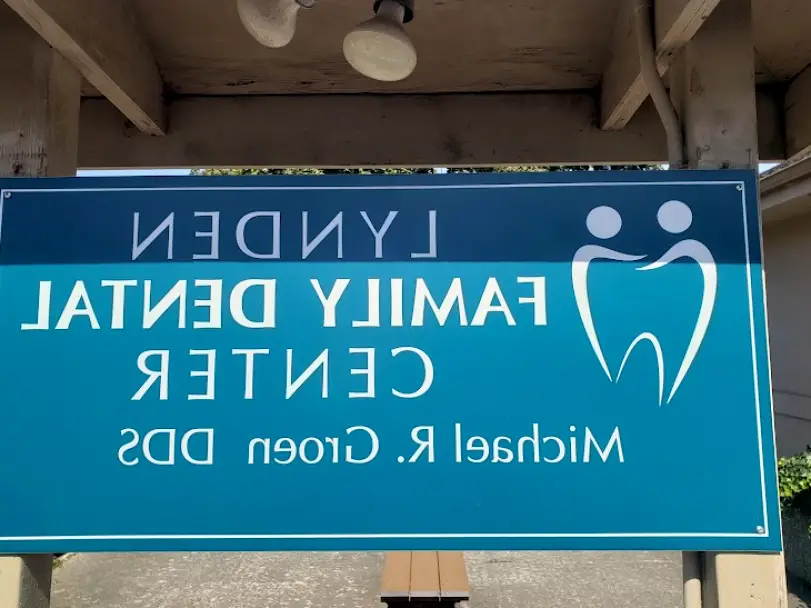 LYNDEN
FAMILY DENTAL
CENTER
Michael R. Groen DDS